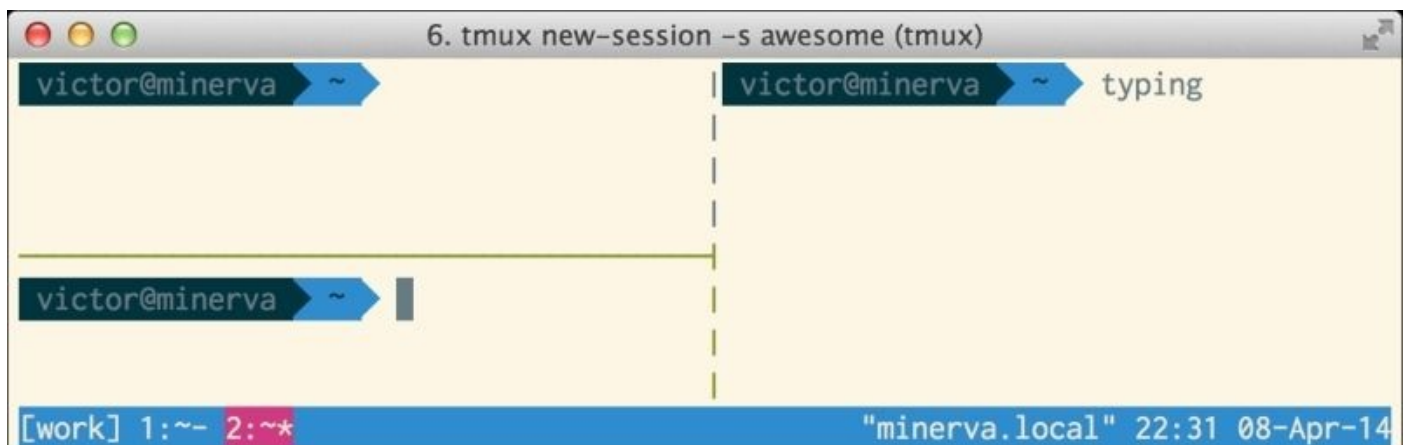 6. tmux new-session -s awesome (tmux)
victor@minerva ~
victor@minerva ~ typing
victor@minerva ~
[work] 1:~- 2:~* "minerva.local" 22:31 08-Apr-14